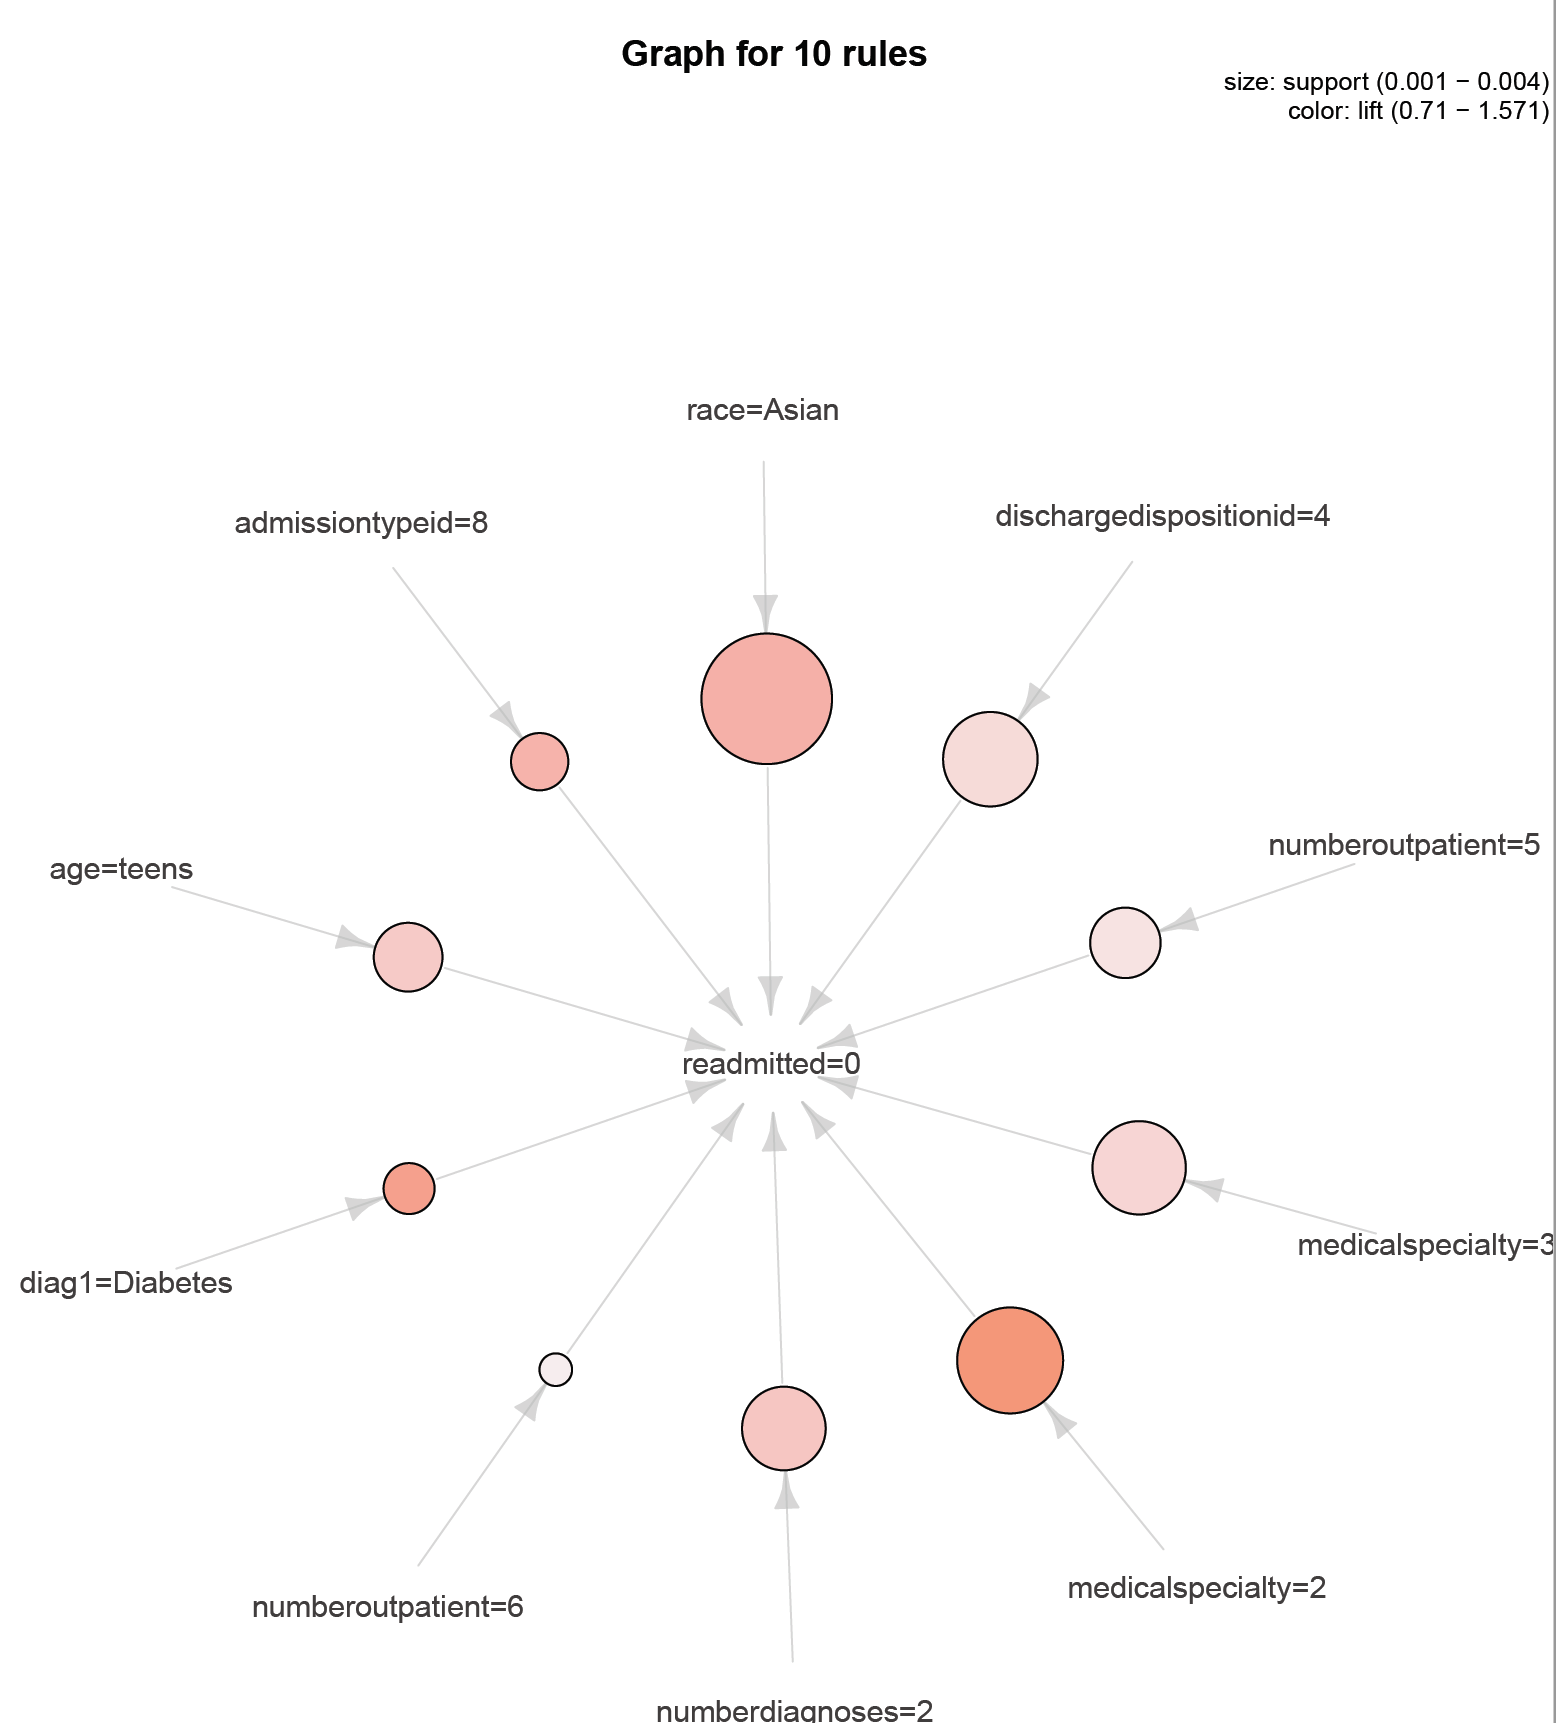 Graph for 10 rules
size: support (0.001 − 0.004)
color: lift (0.71 − 1.571)
race=Asian
admissiontypeid=8
dischargedispositionid=4
numberoutpatient=5
age=teens
readmitted=0
medicalspecialty=3
diag1=Diabetes
medicalspecialty=2
numberoutpatient=6
numberdiagnoses=2